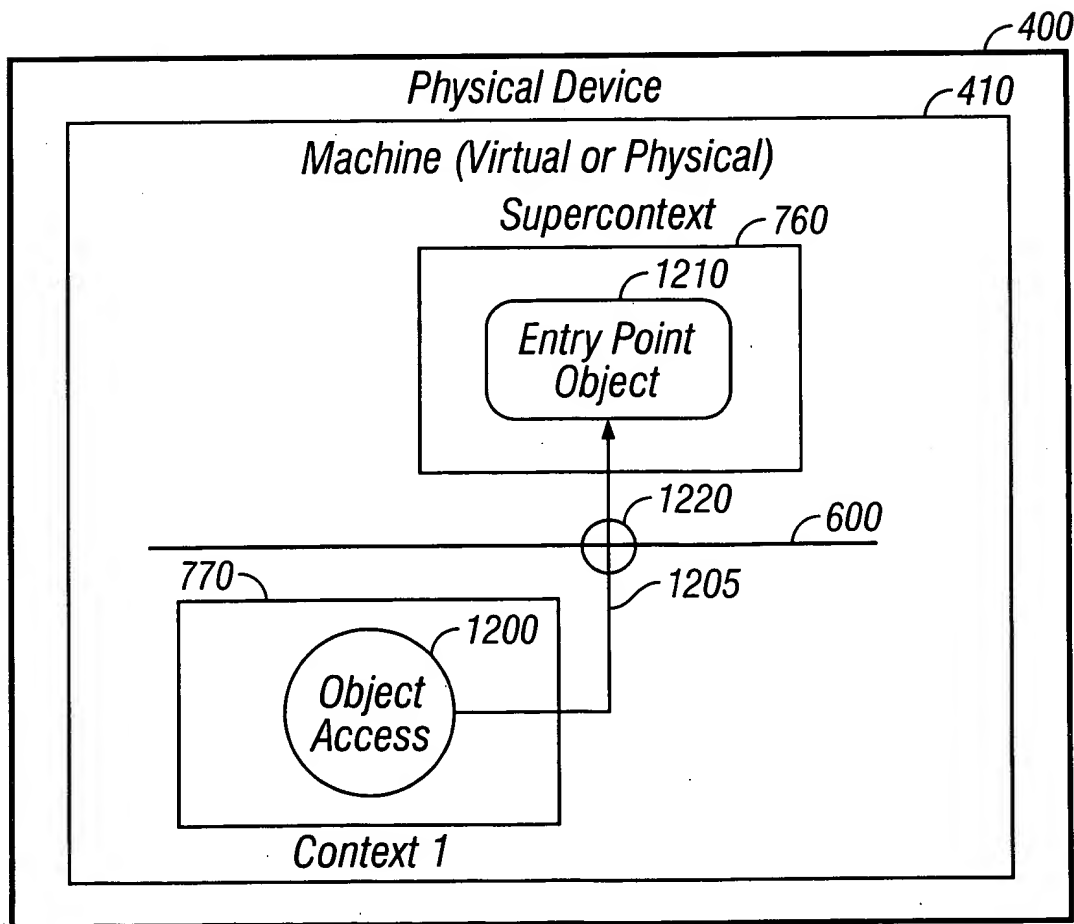 400
Physical Device
410
Machine (Virtual or Physical)
Supercontext
760
1210
Entry Point
Object
1220
600
770
1205
1200
Object
Access
Context 1